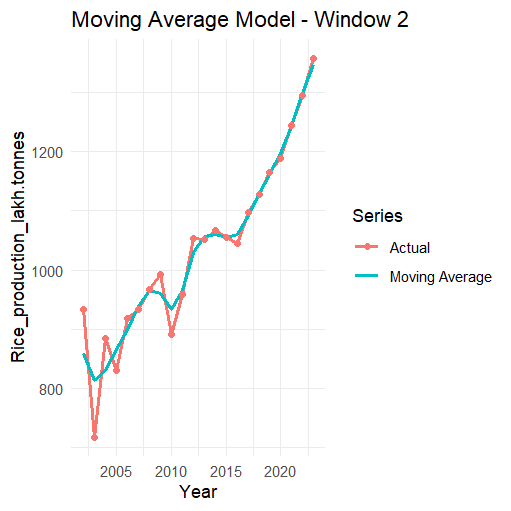 Moving Average Model - Window 2
Rice_production_lakh.tonnes
1200
1000
800
2005 2010 2015 2020
Year
Series
Actual
Moving Average